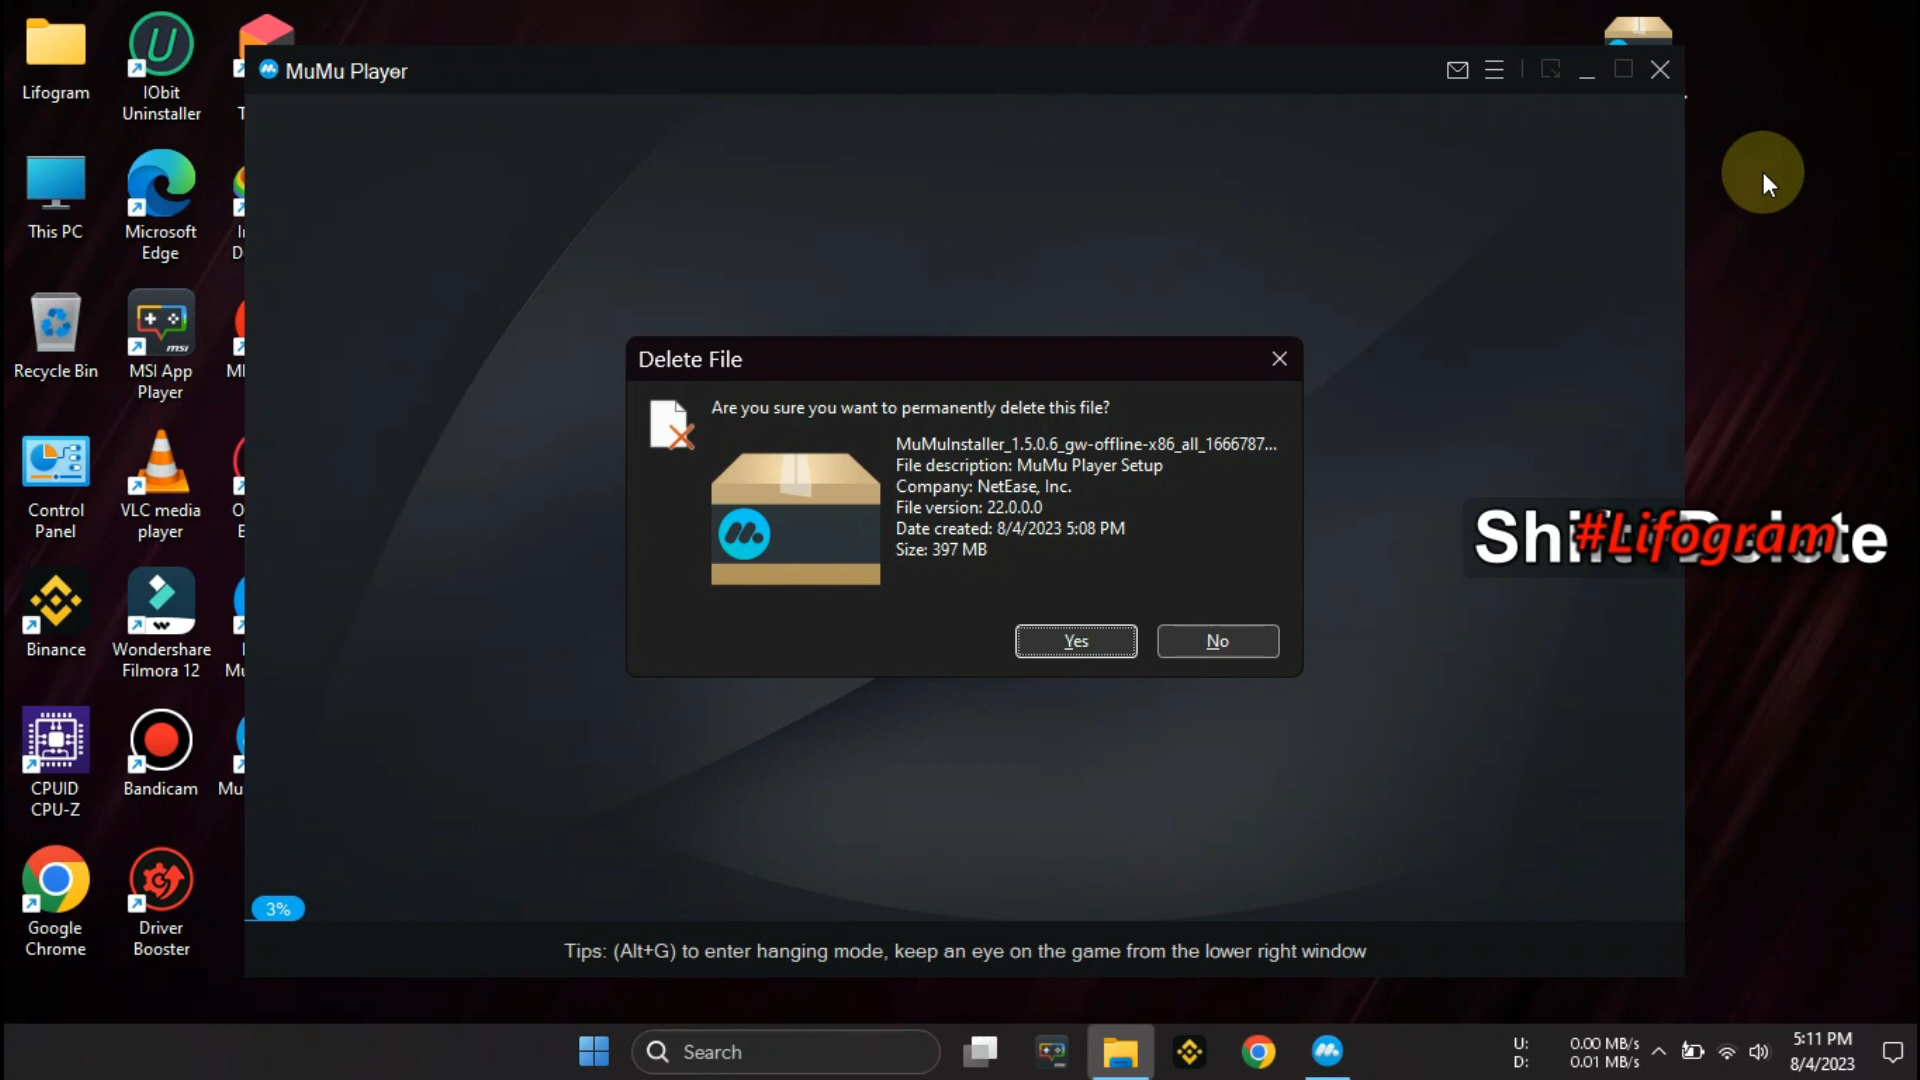 Lifogram
IObit
Uninstaller
T
MuMu Player
This PC
Microsoft
Edge
D
Recycle Bin
MSI App
Player
msi
Control
Panel
VLC media
player
Binance
Wondershare
Filmora 12
Mu
CPUID
CPU-Z
Bandicam
Mu
Google
Chrome
Driver
Booster
Delete File
Are you sure you want to permanently delete this file?
MuMuInstaller_1.5.0.6_gw-offline-x86_all_1666787...
File description: MuMu Player Setup
Company: NetEase, Inc.
File version: 22.0.0.0
Date created: 8/4/2023 5:08 PM
Size: 397 MB
Yes
No
#Lifogram
3%
Tips: (Alt+G) to enter hanging mode, keep an eye on the game from the lower right window
Search
U: 0.00 MB/s
D: 0.01 MB/s
5:11 PM
8/4/2023